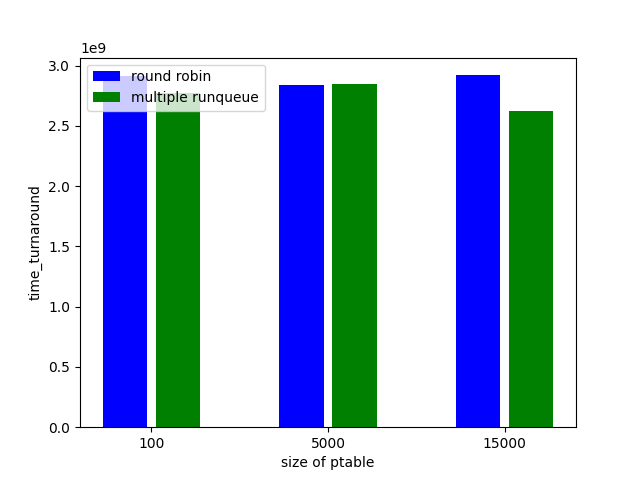 1e9
round robin
multiple runqueue
3.0
2.5
2.0
1.5
1.0
0.5
0.0
time_turnaround
100
5000
15000
size of ptable